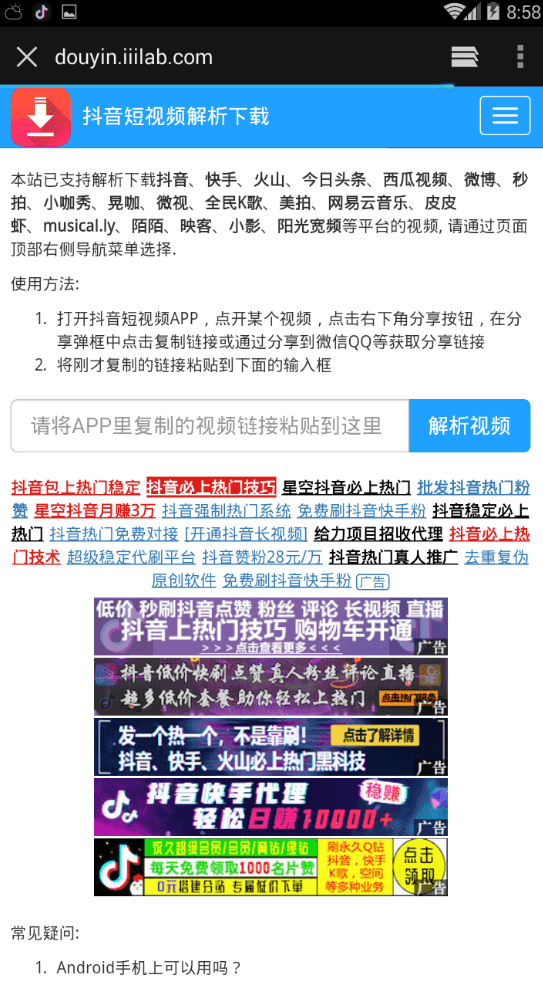 8:58
douyin.iiilab.com
抖音短视频解析下载
本站已支持解析下载抖音、快手、火山、今日头条、西瓜视频、微博、秒
拍、小咖秀、晃咖、微视、全民K歌、美拍、网易云音乐、皮皮
虾、musical.ly、陌陌、映客、小影、阳光宽频等平台的视频, 请通过页面
顶部右侧导航菜单选择.
使用方法:
1. 打开抖音短视频APP，点开某个视频，点击右下角分享按钮，在分
享弹框中点击复制链接或通过分享到微信QQ等获取分享链接
2. 将刚才复制的链接粘贴到下面的输入框
请将APP里复制的视频链接粘贴到这里 解析视频
抖音包上热门稳定 抖音必上热门技巧 星空抖音必上热门 批发抖音热门粉
赞 星空抖音月赚3万 抖音强制热门系统 免费刷抖音快手粉 抖音稳定必上
热门 抖音热门免费对接 [开通抖音长视频] 给力项目招收代理 抖音必上热
门技术 超级稳定代刷平台 抖音赞粉28元/万 抖音热门真人推广 去重复伪
原创软件 免费刷抖音快手粉 广告
低价 秒刷抖音点赞 粉丝 评论 长视频 直播
抖音上热门技巧 购物车开通
>>>点击查看更多<<< 广告
抖音低价快刷点赞真人粉丝评论直播
超多低价套餐助你轻松上热门 广告
发一个热一个，不是靠刷！ 点击了解详情
抖音、快手、火山必上热门黑科技 广告
抖音快手代理 稳赚
轻松日赚10000+ 广告
永久超级会员/会员/黄钻/绿钻
每天免费领取1000名片赞
0元搭建分站 专属低价下单
刷永久Q钻
抖音，快手
K歌，空间
等多种业务
点击
领取
广告
常见疑问:
1. Android手机上可以用吗？